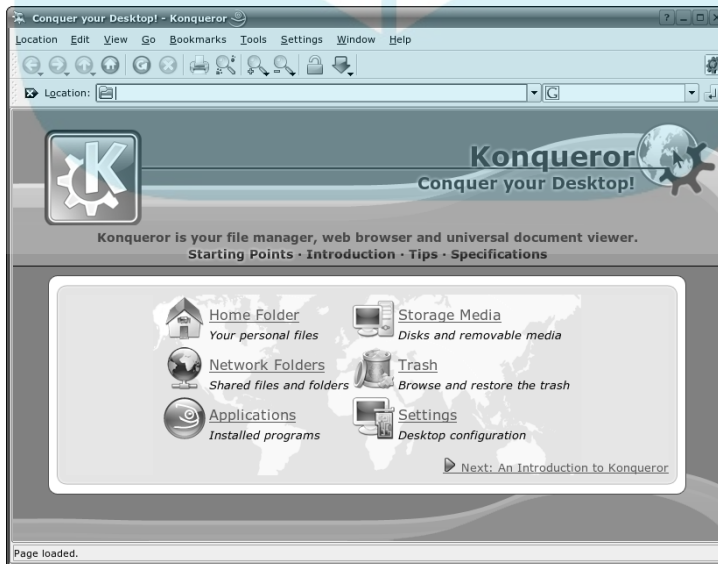 Conquer your Desktop! - Konqueror
Location Edit View Go Bookmarks Tools Settings Window Help
Location:
Konqueror
Conquer your Desktop!
Konqueror is your file manager, web browser and universal document viewer.
Starting Points · Introduction · Tips · Specifications
Home Folder
Your personal files
Storage Media
Disks and removable media
Network Folders
Shared files and folders
Trash
Browse and restore the trash
Applications
Installed programs
Settings
Desktop configuration
Next: An Introduction to Konqueror
Page loaded.